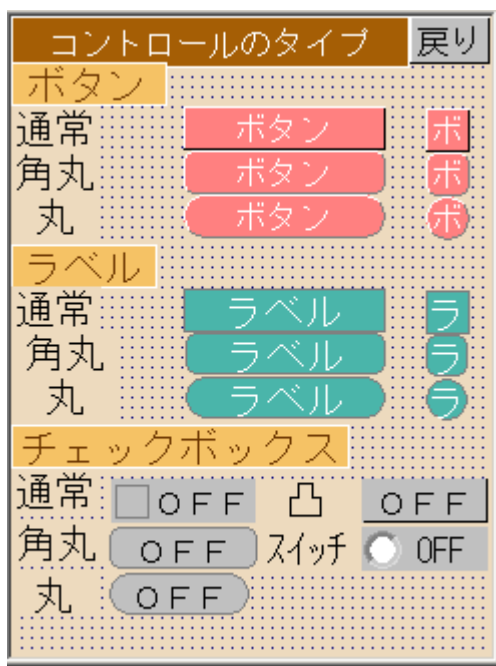 コントロールのタイプ 戻り
ボタン
通常 ボタン ボ
角丸 ボタン ボ
丸 ボタン ボ
ラベル
通常 ラベル ラ
角丸 ラベル ラ
丸 ラベル ラ
チェックボックス
通常 OFF 凸 OFF
角丸 OFF スイッチ OFF
丸 OFF